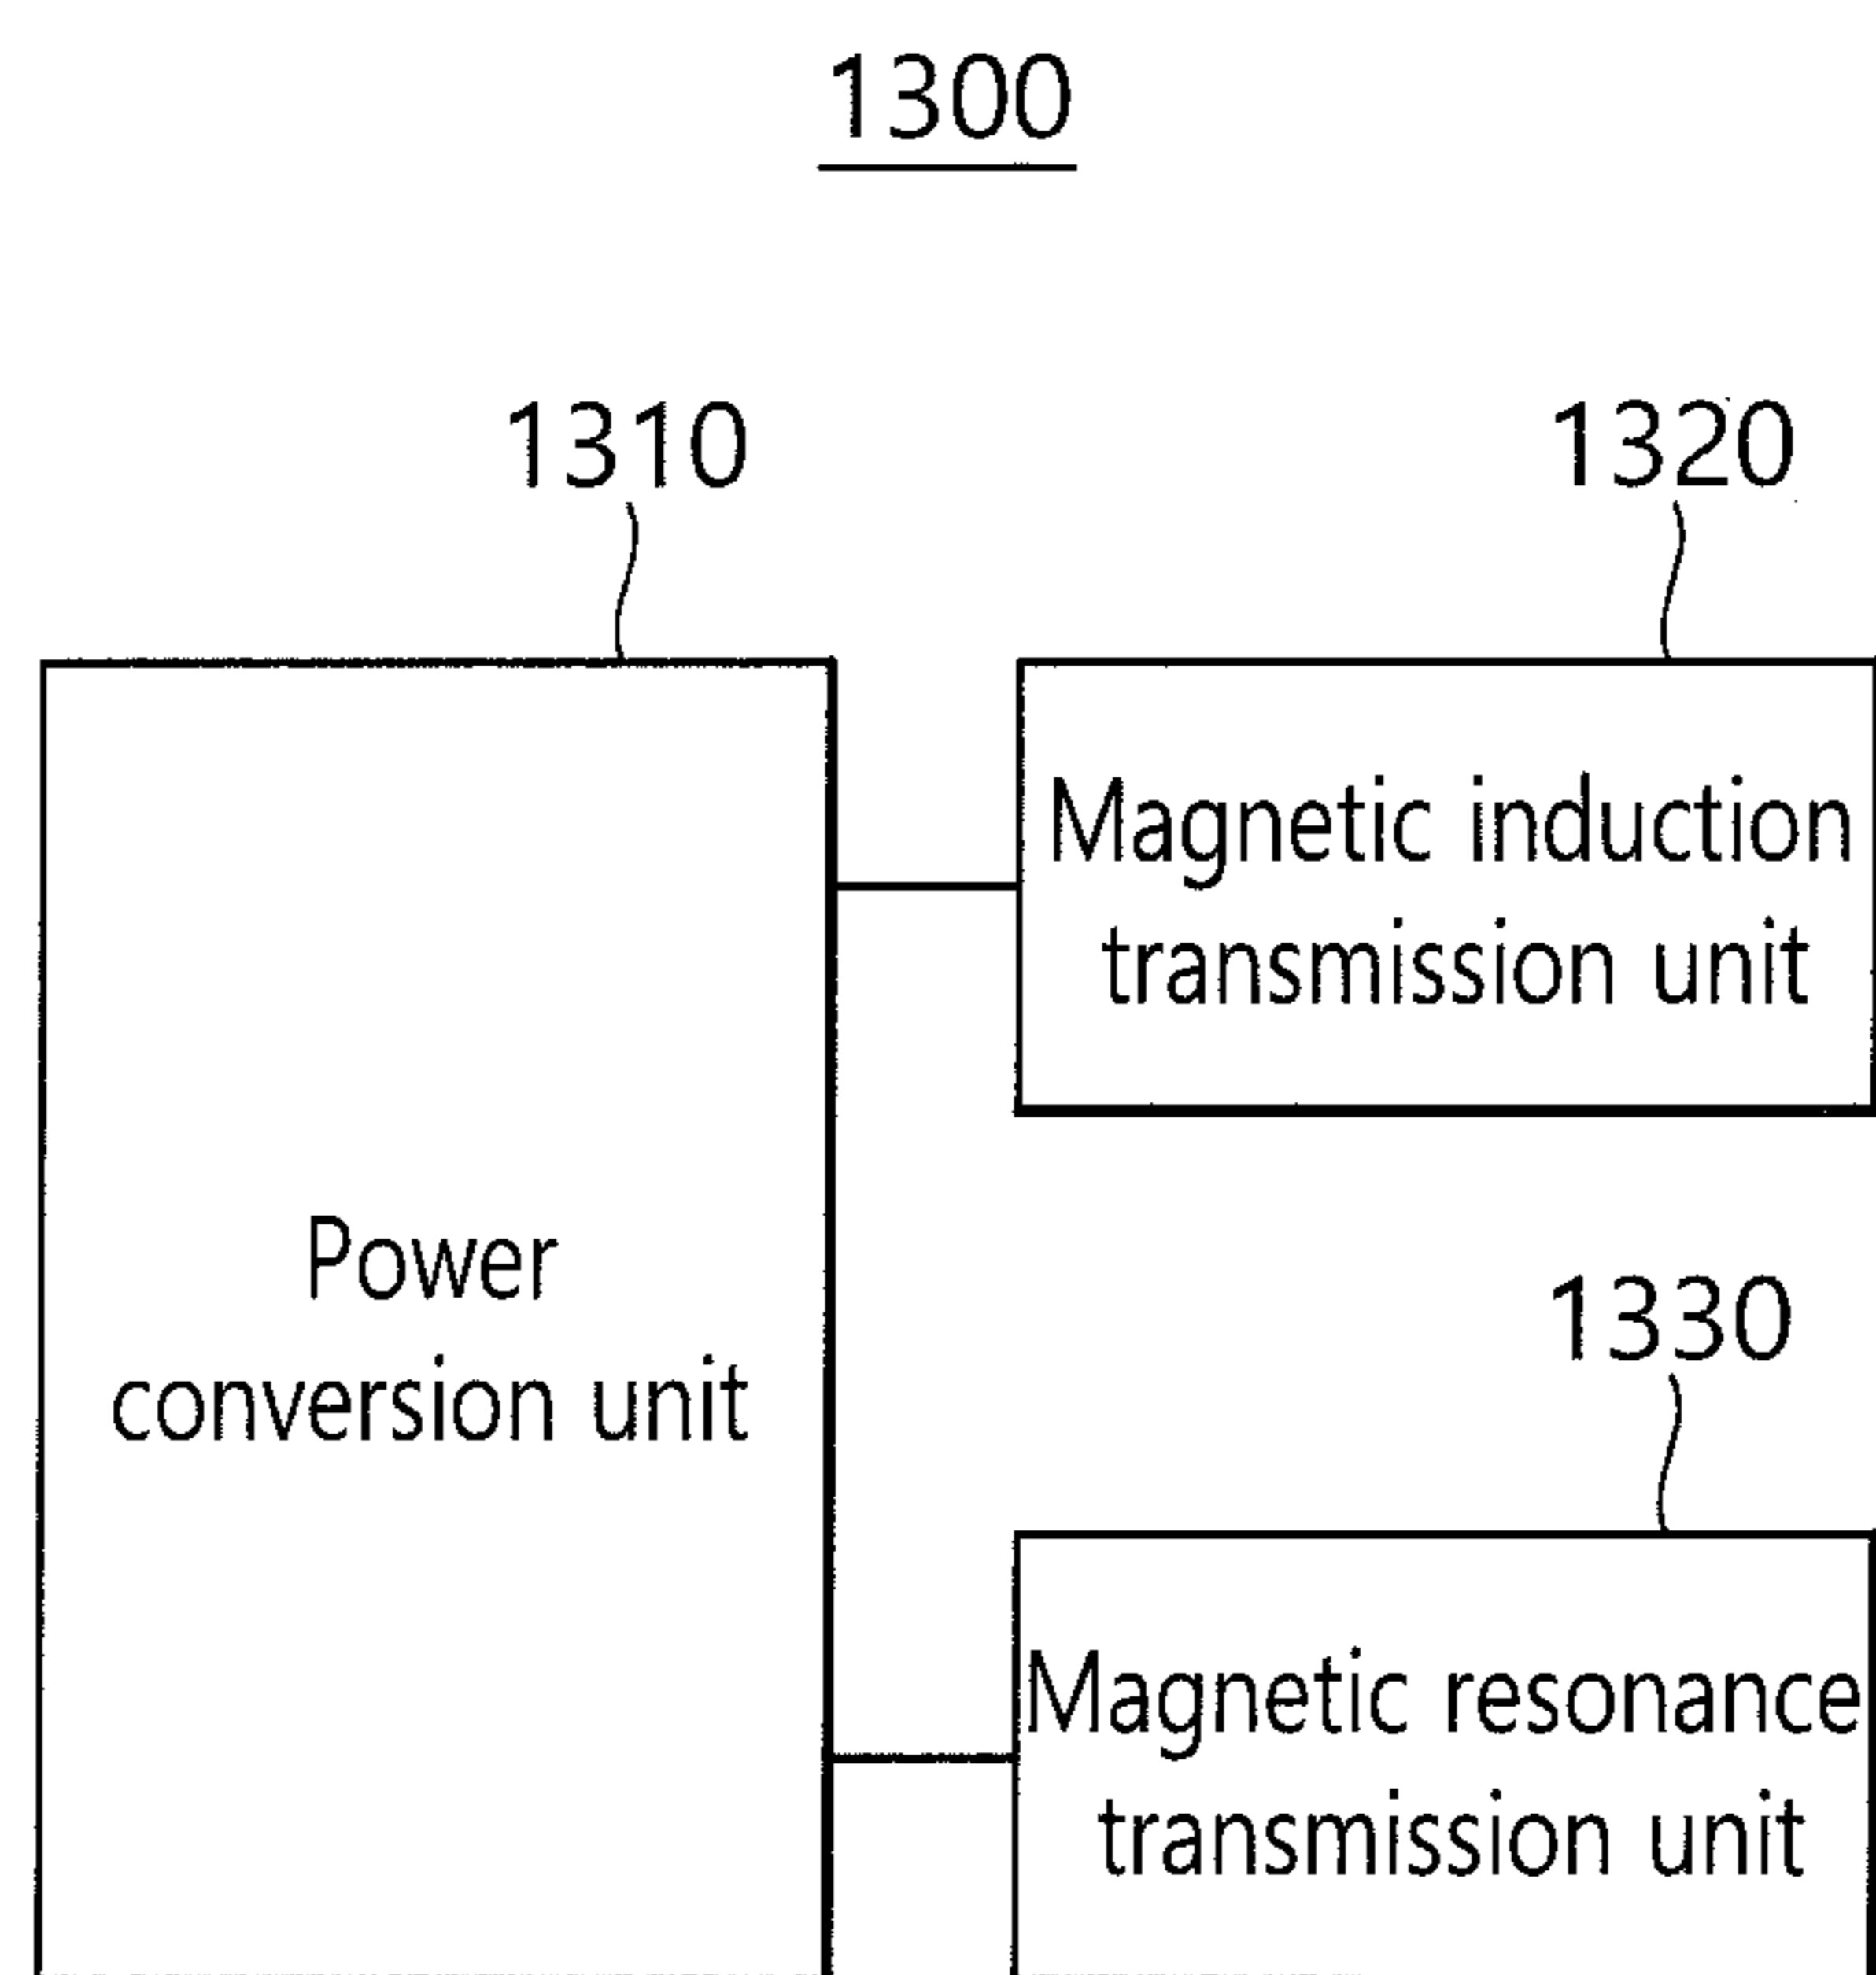 1300
1310
1320
Magnetic induction
transmission unit
Power
conversion unit
1330
Magnetic resonance
transmission unit